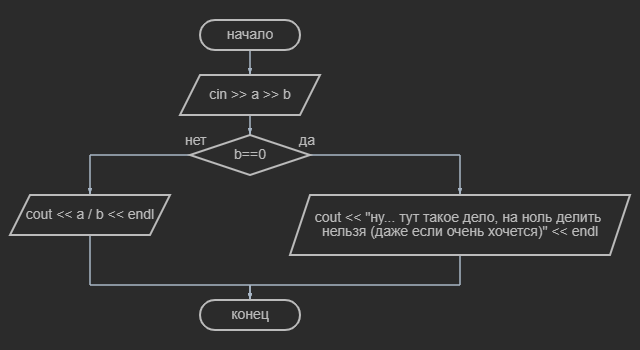 начало
cin >> a >> b
нет
да
b==0
cout << a / b << endl
cout << "ну... тут такое дело, на ноль делить
нельзя (даже если очень хочется)" << endl
конец